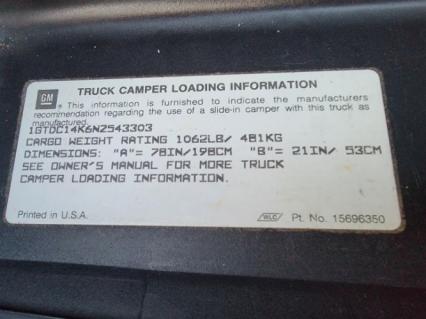 GM
TRUCK CAMPER LOADING INFORMATION
This information is furnished to indicate the manufacturers
recommendation regarding the use of a slide-in camper with this truck as
manufactured.
1GTDC14K6NZ543303
CARGO WEIGHT RATING 1062LB/ 481KG
DIMENSIONS: "A"= 78IN/198CM "B"= 21IN/ 53CM
SEE OWNER'S MANUAL FOR MORE TRUCK
CAMPER LOADING INFORMATION.
Printed in U.S.A. WLC Pt. No. 15696350